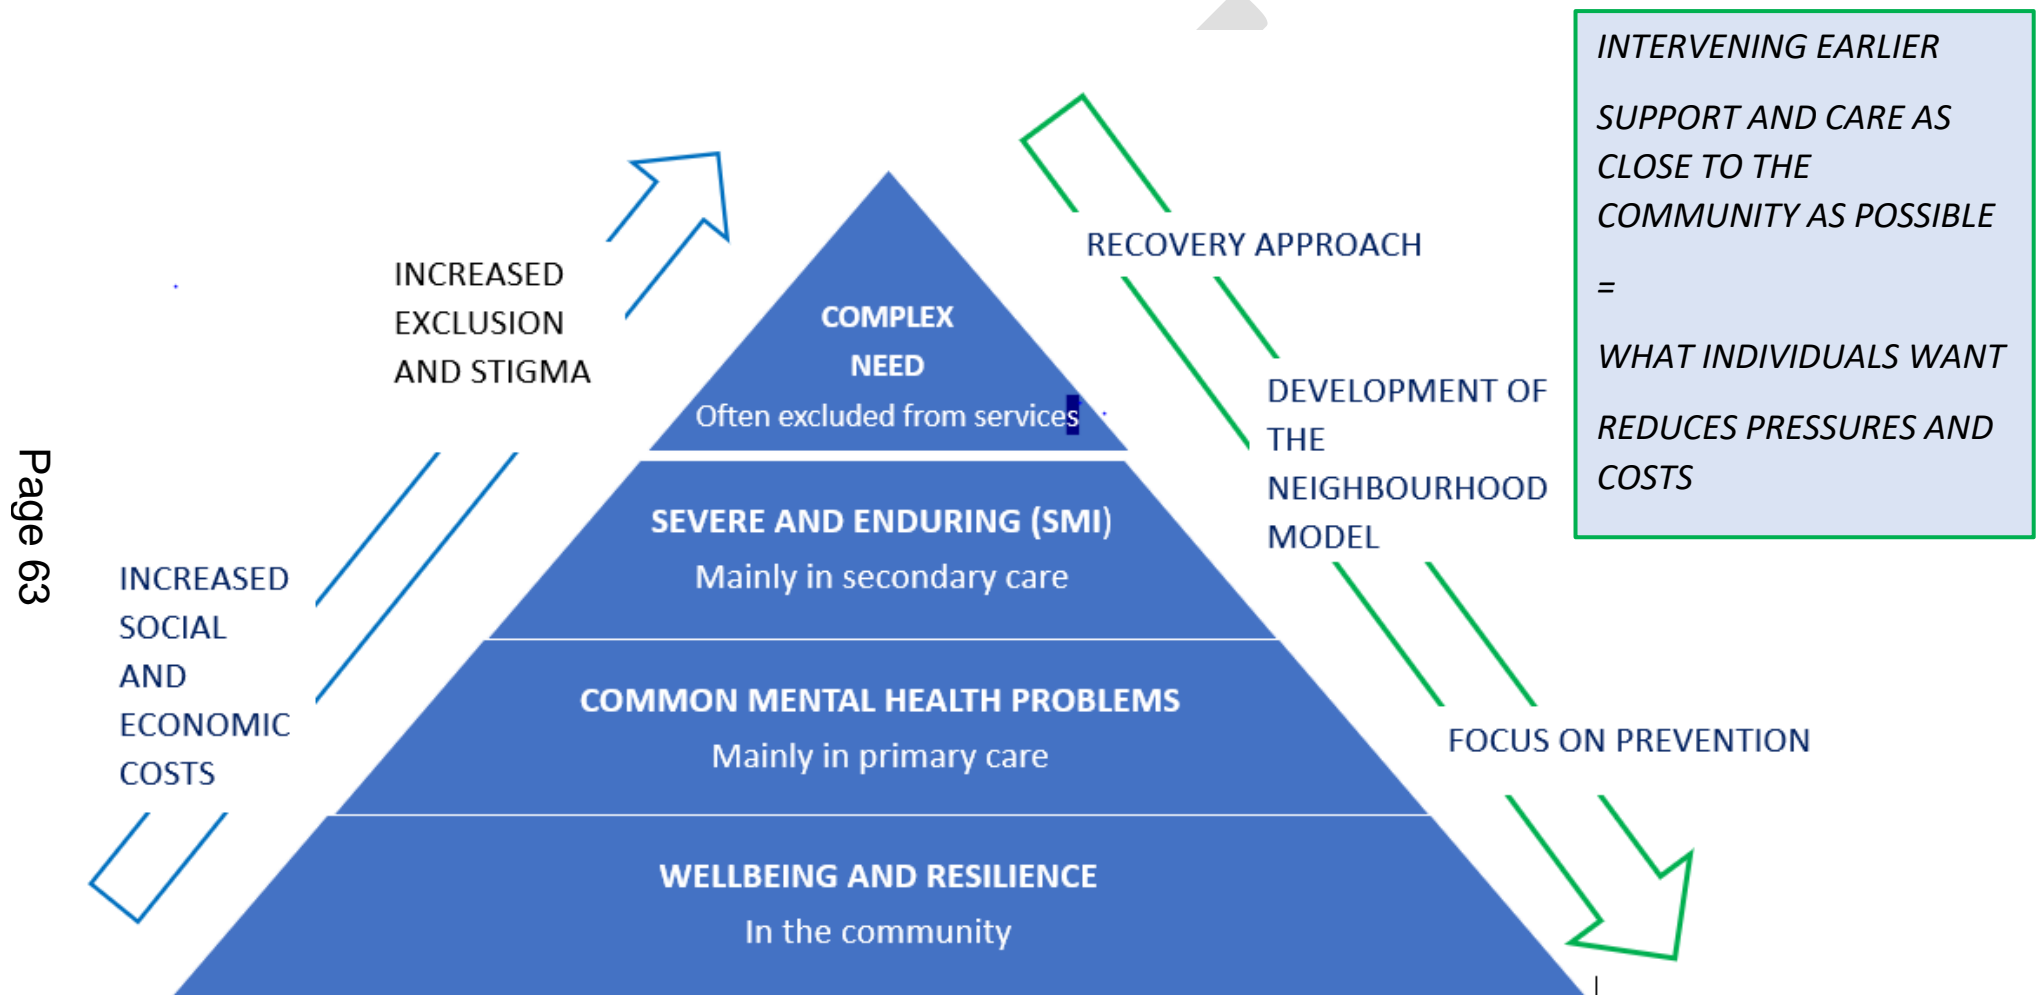 INTERVENING EARLIER
SUPPORT AND CARE AS
CLOSE TO THE
COMMUNITY AS POSSIBLE
=
WHAT INDIVIDUALS WANT
REDUCES PRESSURES AND
COSTS
RECOVERY APPROACH
DEVELOPMENT OF
THE
NEIGHBOURHOOD
MODEL
FOCUS ON PREVENTION
INCREASED
EXCLUSION
AND STIGMA
INCREASED
SOCIAL
AND
ECONOMIC
COSTS
COMPLEX
NEED
Often excluded from services
SEVERE AND ENDURING (SMI)
Mainly in secondary care
COMMON MENTAL HEALTH PROBLEMS
Mainly in primary care
WELLBEING AND RESILIENCE
In the community
Page 63